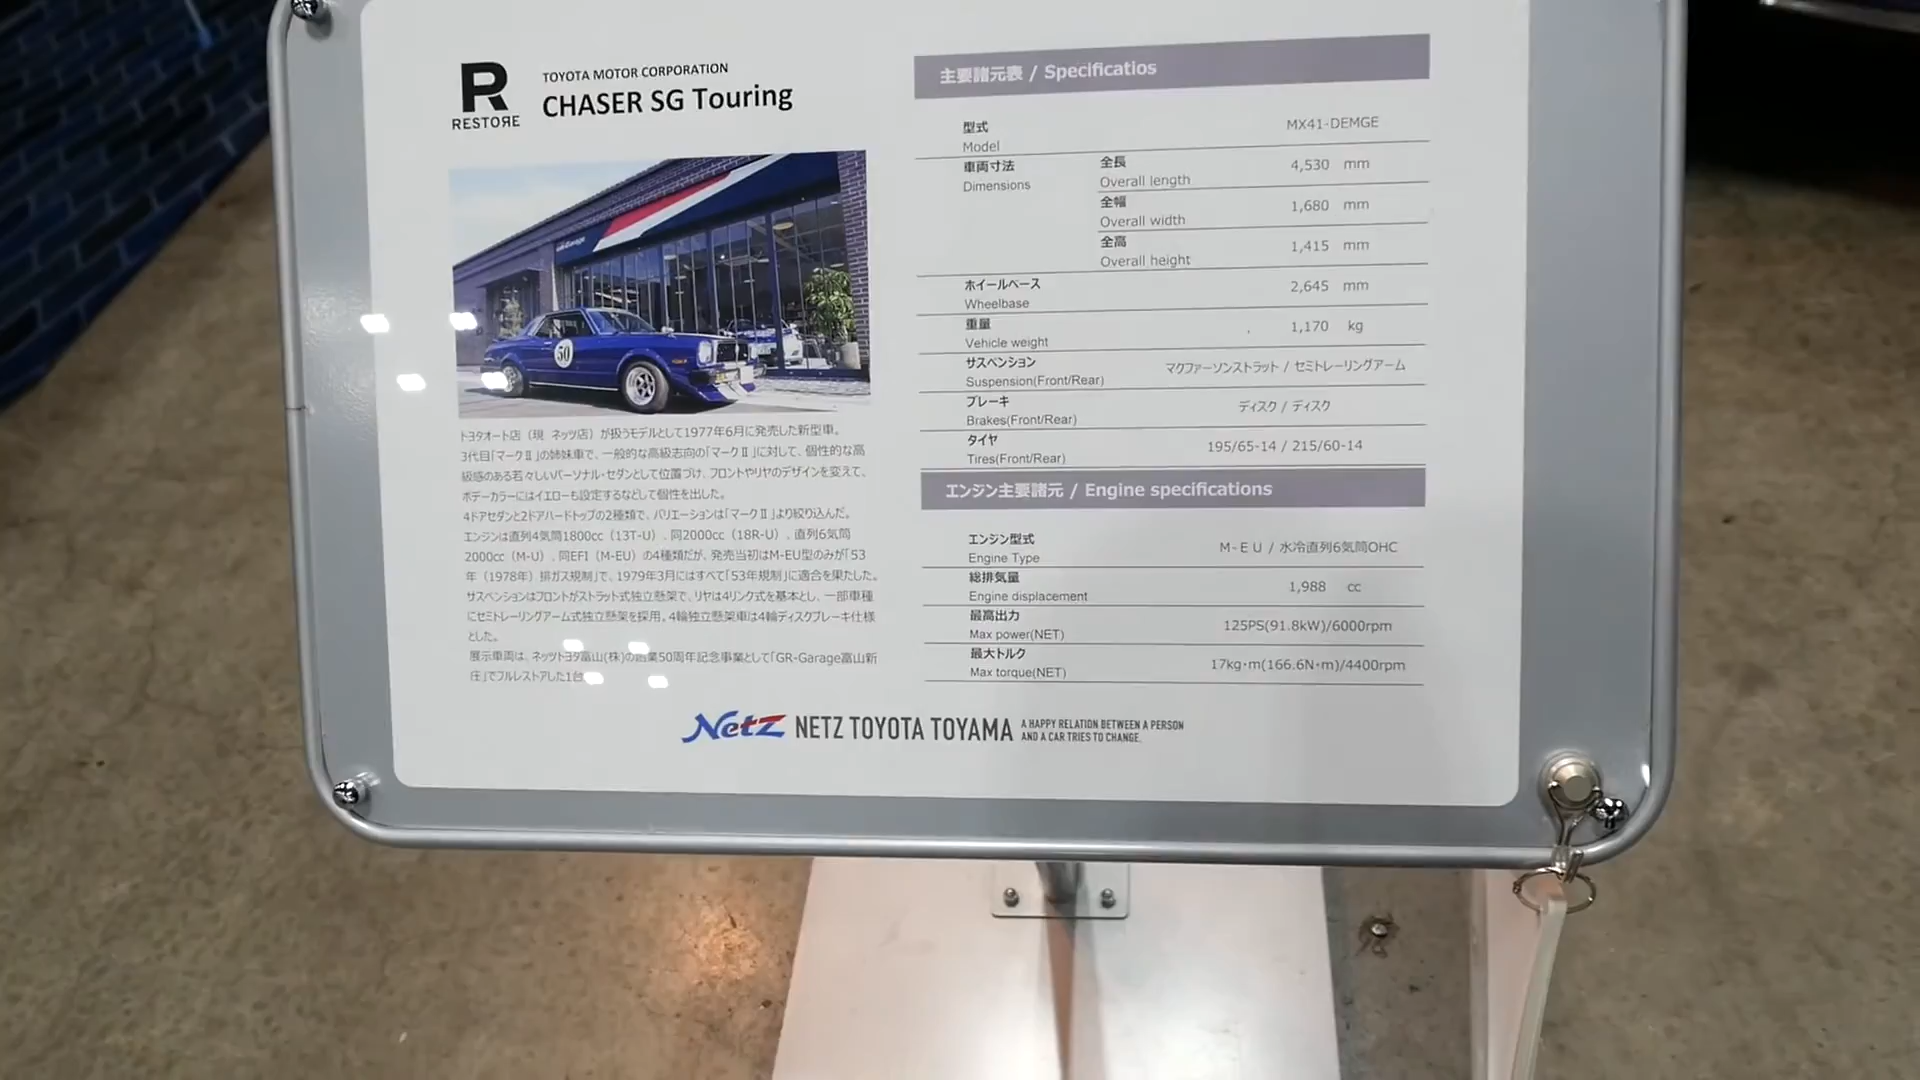 R
RESTORE
TOYOTA MOTOR CORPORATION
CHASER SG Touring
50
トヨタオート店（現 ネッツ店）が扱うモデルとして1977年6月に発売した新型車。
3代目「マークⅡ」の姉妹車で、一般的な高級志向の「マークⅡ」に対して、個性的な高
級感のある若々しいパーソナル・セダンとして位置づけ、フロントやリヤのデザインを変えて、
ボデーカラーにはイエローも設定するなどして個性を出した。
4ドアセダンと2ドアハードトップの2種類で、バリエーションは「マークⅡ」より絞り込んだ。
エンジンは直列4気筒1800cc（13T-U）、同2000cc（18R-U）、直列6気筒
2000cc（M-U）、同EFI（M-EU）の4種類だが、発売当初はM-EU型のみが「53
年（1978年）排ガス規制」で、1979年3月にはすべて「53年規制」に適合を果たした。
サスペンションはフロントがストラット式独立懸架で、リヤは4リンク式を基本とし、一部車種
にセミトレーリングアーム式独立懸架を採用。4輪独立懸架車は4輪ディスクブレーキ仕様
とした。
展示車両は、ネッツトヨタ富山(株)の創業50周年記念事業として「GR-Garage富山新
庄」でフルレストアした1台
主要諸元表 / Specificatios
型式
Model
MX41-DEMGE
車両寸法
Dimensions
全長
Overall length
4,530 mm
全幅
Overall width
1,680 mm
全高
Overall height
1,415 mm
ホイールベース
Wheelbase
2,645 mm
重量
Vehicle weight
1,170 kg
サスペンション
Suspension(Front/Rear)
マクファーソンストラット / セミトレーリングアーム
ブレーキ
Brakes(Front/Rear)
ディスク / ディスク
タイヤ
Tires(Front/Rear)
195/65-14 / 215/60-14
エンジン主要諸元 / Engine specifications
エンジン型式
Engine Type
M-EU / 水冷直列6気筒OHC
総排気量
Engine displacement
1,988 cc
最高出力
Max power(NET)
125PS(91.8kW)/6000rpm
最大トルク
Max torque(NET)
17kg・m(166.6N・m)/4400rpm
Netz NETZ TOYOTA TOYAMA
A HAPPY RELATION BETWEEN A PERSON
AND A CAR TRIES TO CHANGE.